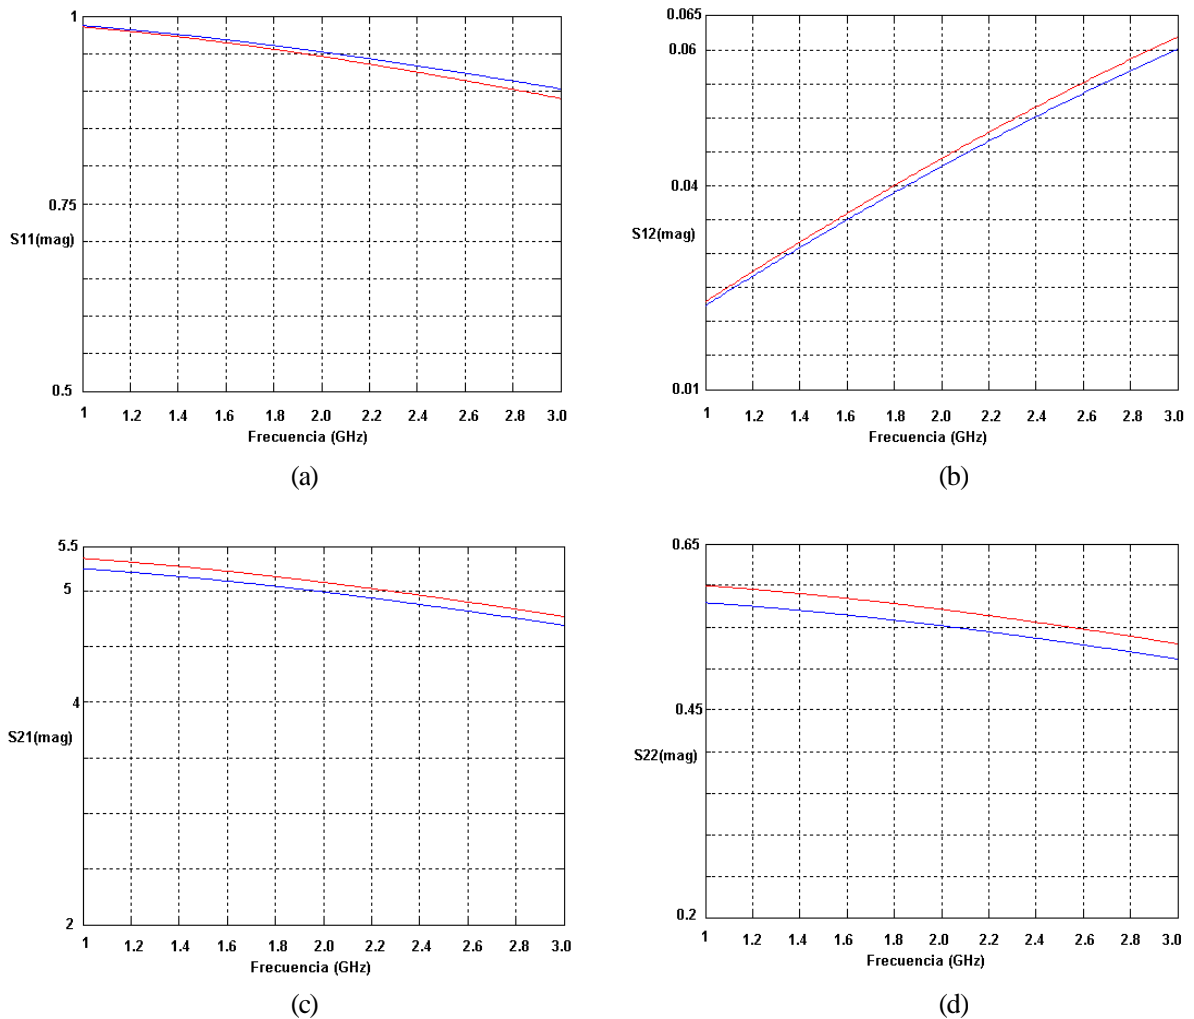 1
0.75
S11(mag)
0.5
1 1.2 1.4 1.6 1.8 2.0 2.2 2.4 2.6 2.8 3.0
Frecuencia (GHz)
(a)
0.065
0.06
0.04
S12(mag)
0.01
1 1.2 1.4 1.6 1.8 2.0 2.2 2.4 2.6 2.8 3.0
Frecuencia (GHz)
(b)
5.5
5
4
S21(mag)
2
1 1.2 1.4 1.6 1.8 2.0 2.2 2.4 2.6 2.8 3.0
Frecuencia (GHz)
(c)
0.65
0.45
S22(mag)
0.2
1 1.2 1.4 1.6 1.8 2.0 2.2 2.4 2.6 2.8 3.0
Frecuencia (GHz)
(d)